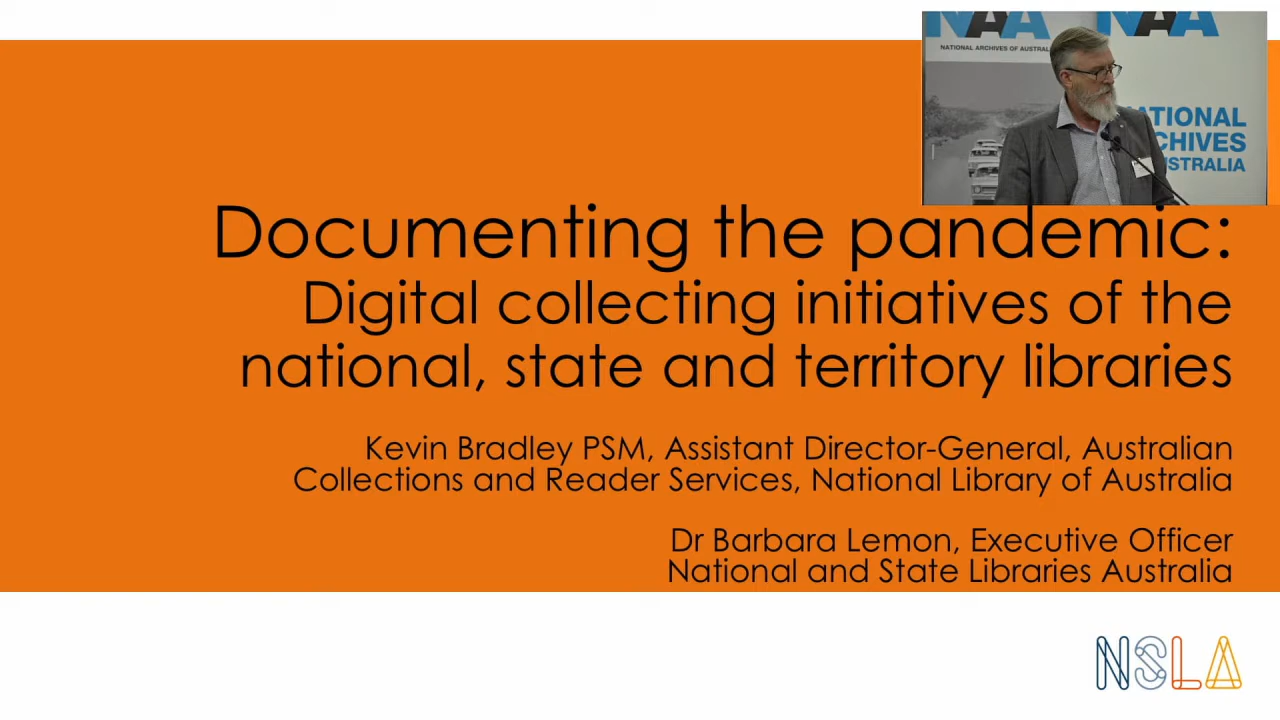 NAA
NAA
NATIONAL ARCHIVES OF AUSTRALI
ATIONAL
CHIVES
USTRALIA
Documenting the pandemic:
Digital collecting initiatives of the
national, state and territory libraries
Kevin Bradley PSM, Assistant Director-General, Australian
Collections and Reader Services, National Library of Australia
Dr Barbara Lemon, Executive Officer
National and State Libraries Australia
NSLA